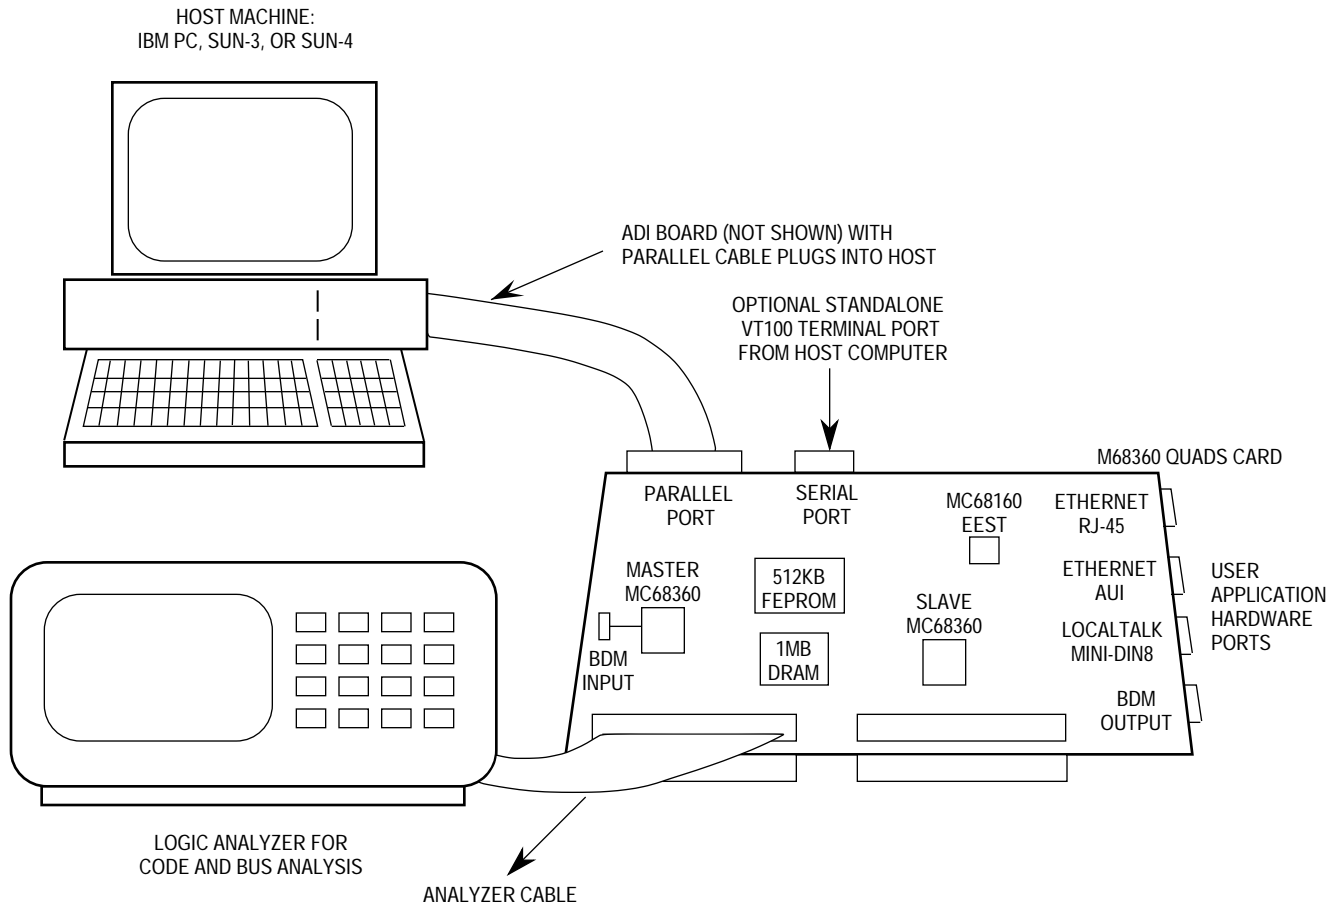 HOST MACHINE:
IBM PC, SUN-3, OR SUN-4
ADI BOARD (NOT SHOWN) WITH
PARALLEL CABLE PLUGS INTO HOST
OPTIONAL STANDALONE
VT100 TERMINAL PORT
FROM HOST COMPUTER
M68360 QUADS CARD
PARALLEL
PORT
SERIAL
PORT
MC68160
EEST
ETHERNET
RJ-45
MASTER
MC68360
512KB
FEPROM
SLAVE
MC68360
ETHERNET
AUI
USER
APPLICATION
HARDWARE
PORTS
BDM
INPUT
1MB
DRAM
LOCALTALK
MINI-DIN8
BDM
OUTPUT
LOGIC ANALYZER FOR
CODE AND BUS ANALYSIS
ANALYZER CABLE